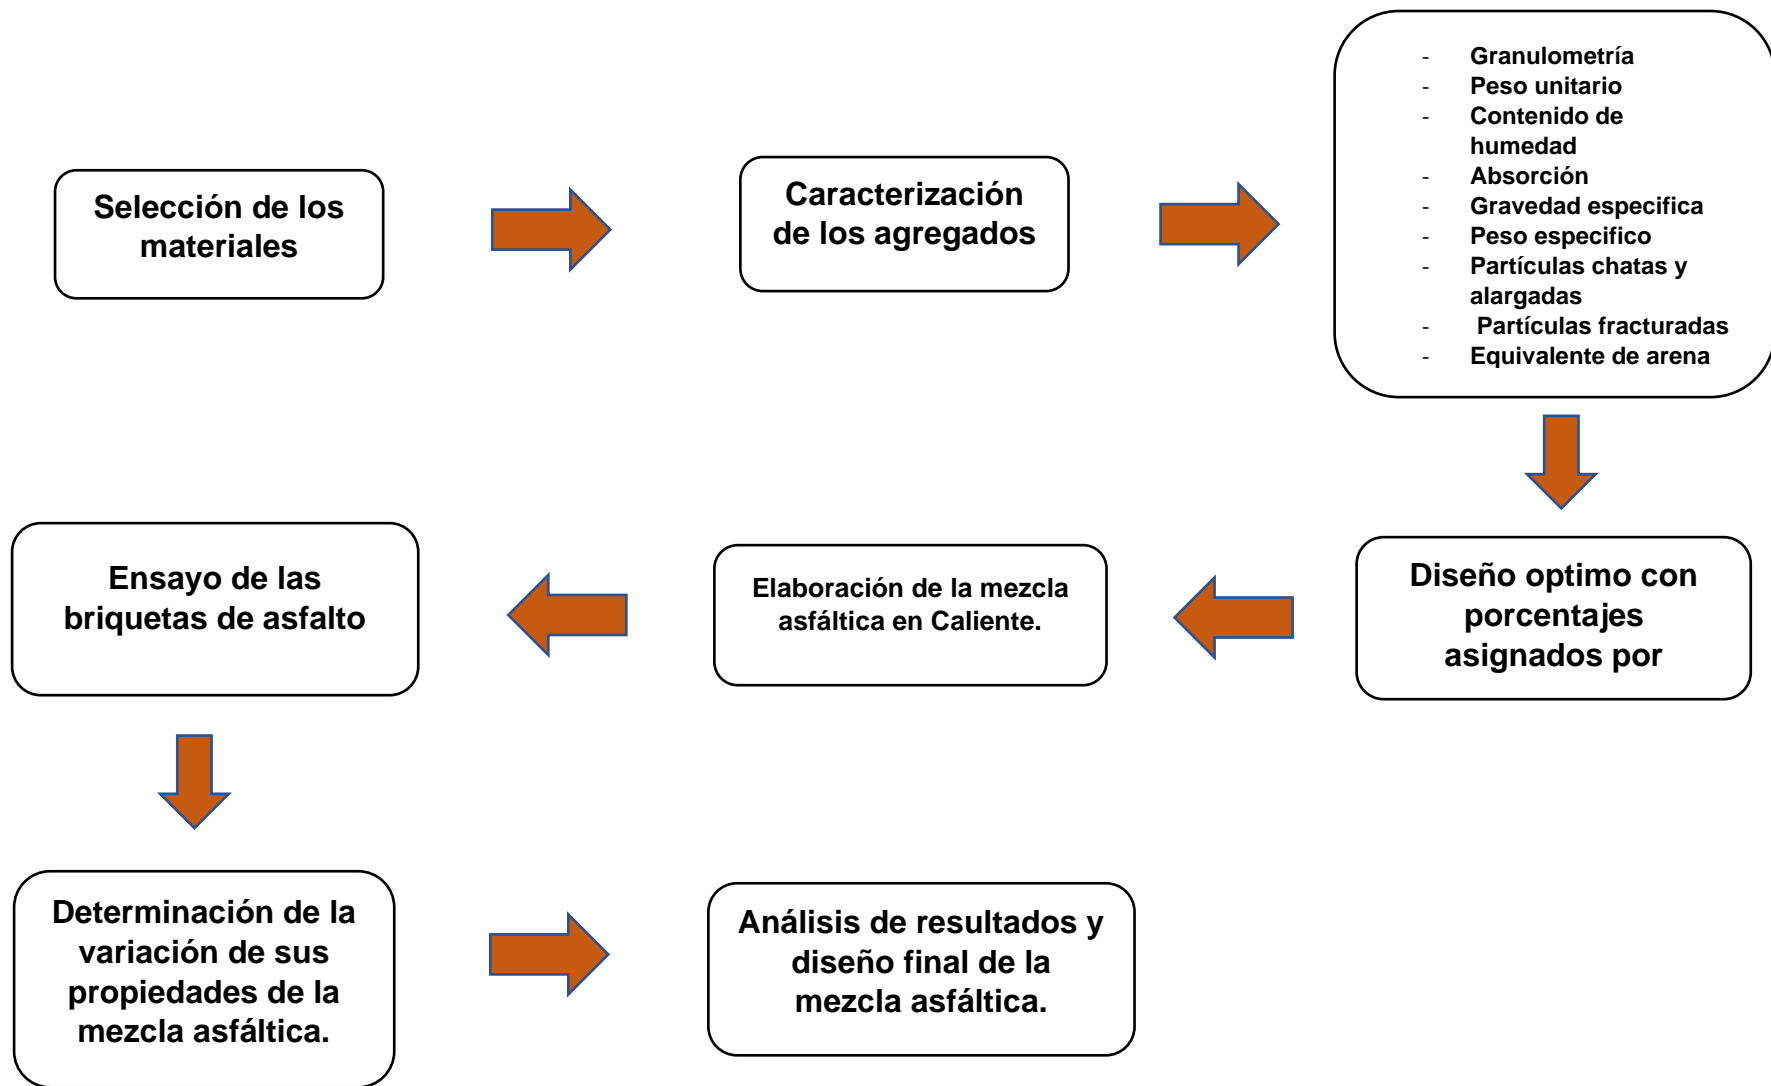 Selección de los
materiales
Caracterización
de los agregados
- Granulometría
- Peso unitario
- Contenido de
humedad
- Absorción
- Gravedad especifica
- Peso especifico
- Partículas chatas y
alargadas
- Partículas fracturadas
- Equivalente de arena
Diseño optimo con
porcentajes
asignados por
Elaboración de la mezcla
asfáltica en Caliente.
Ensayo de las
briquetas de asfalto
Determinación de la
variación de sus
propiedades de la
mezcla asfáltica.
Análisis de resultados y
diseño final de la
mezcla asfáltica.